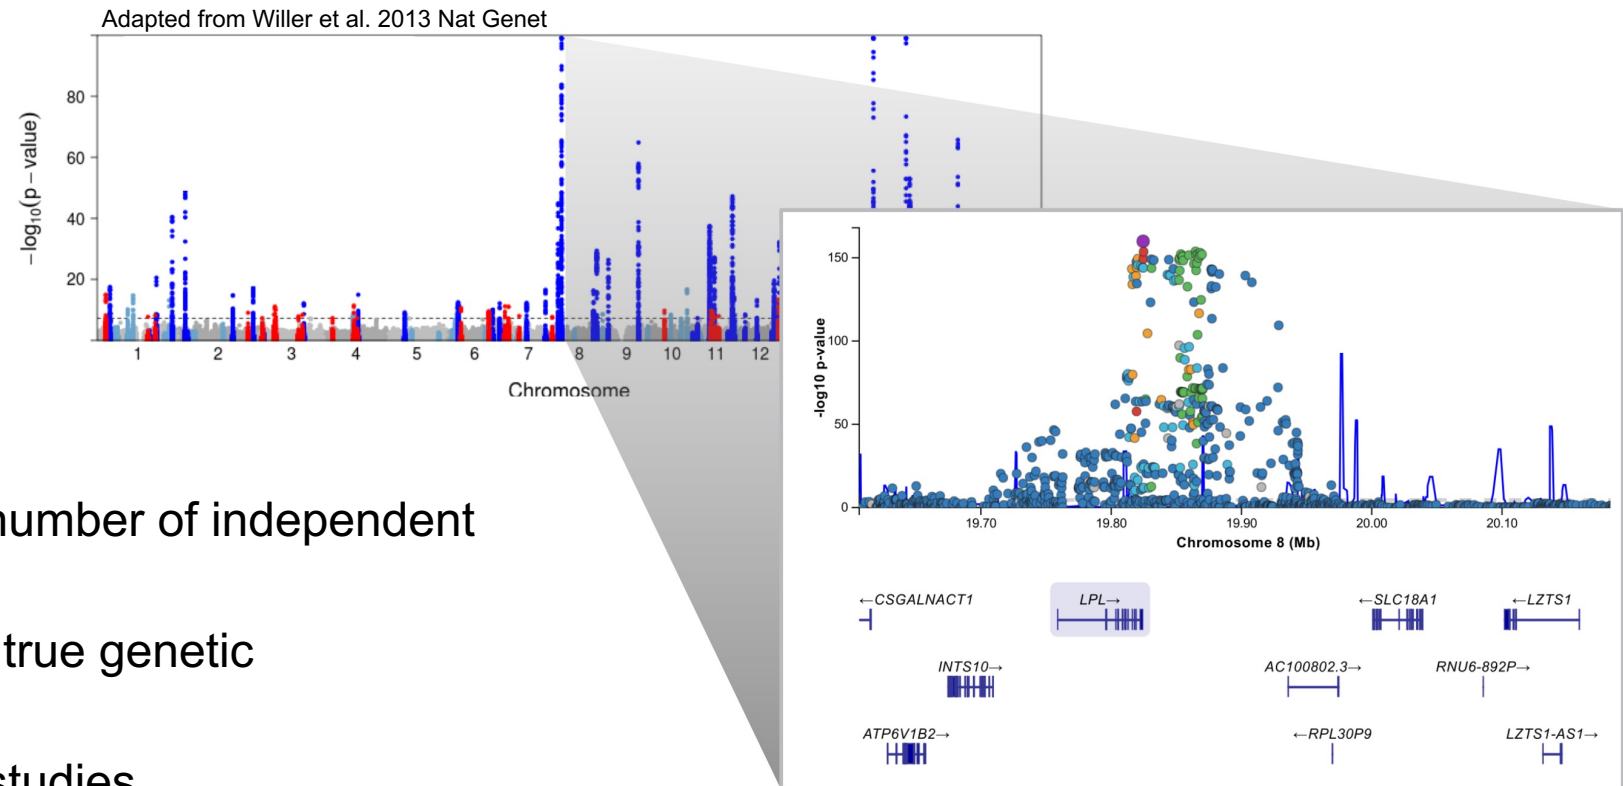 Adapted from Willer et al. 2013 Nat Genet
−log10(p − value)
80
60
40
20
1 2 3 4 5 6 7 8 9 10 11 12
Chromosome
number of independent
true genetic
studies
-log10 p-value
150
100
50
0
19.70 19.80 19.90 20.00 20.10
Chromosome 8 (Mb)
←CSGALNACT1 LPL→ ←SLC18A1 ←LZTS1
INTS10→ AC100802.3→ RNU6-892P→
ATP6V1B2→ ←RPL30P9 LZTS1-AS1→